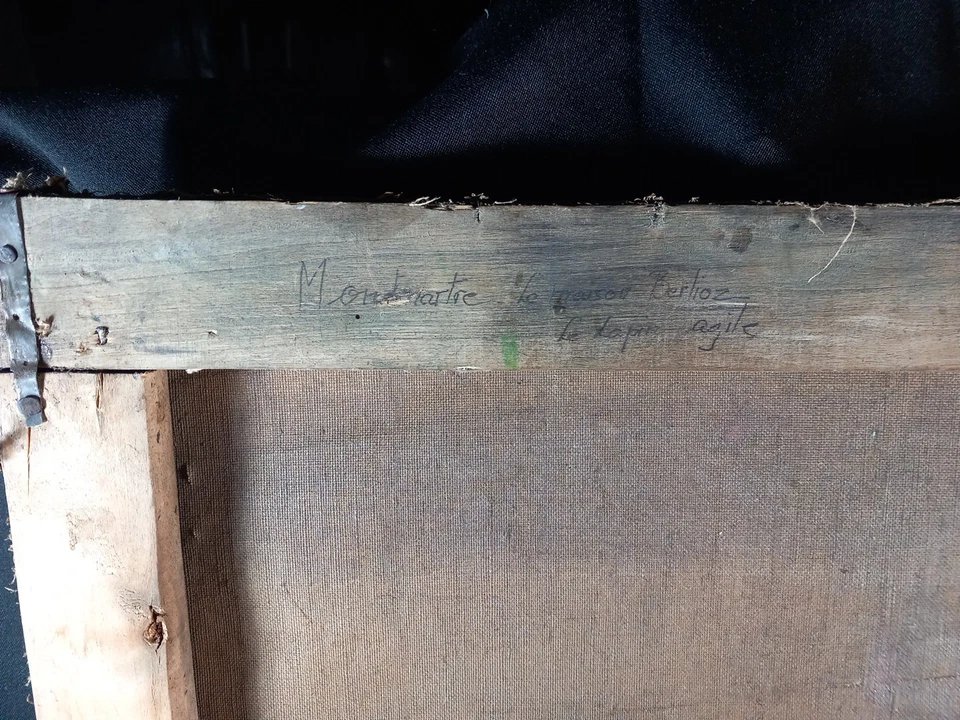 Montmartre la maison Berlioz,
le lapin agile